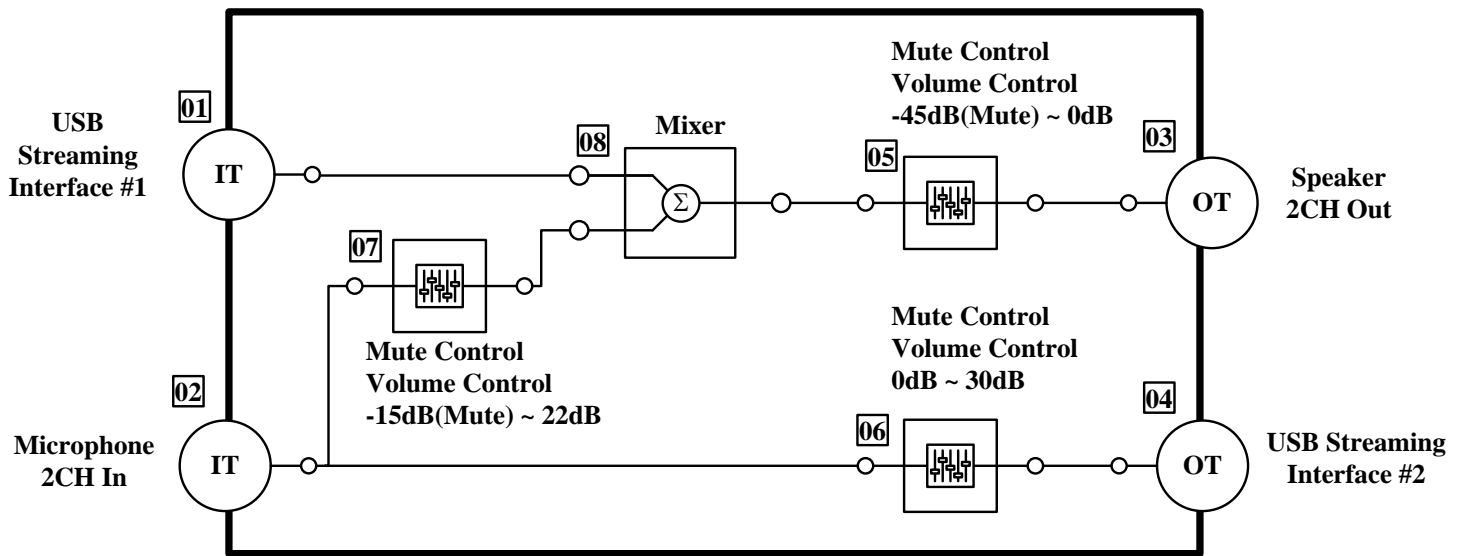 01
USB
Streaming
Interface #1
IT
08
Mixer
Σ
Mute Control
Volume Control
-45dB(Mute) ~ 0dB
05
03
OT
Speaker
2CH Out
07
Mute Control
Volume Control
-15dB(Mute) ~ 22dB
02
Microphone
2CH In
IT
Mute Control
Volume Control
0dB ~ 30dB
06
04
OT
USB Streaming
Interface #2